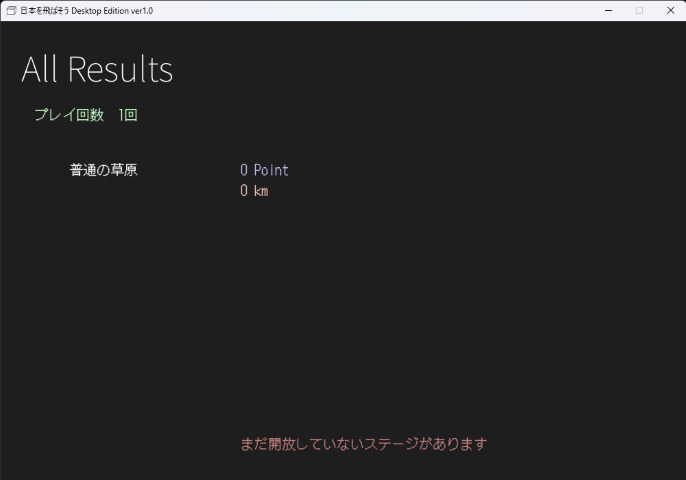 日本を飛ばそう Desktop Edition ver1.0
All Results
プレイ回数　1回
普通の草原　0 Point
0 km
まだ開放していないステージがあります